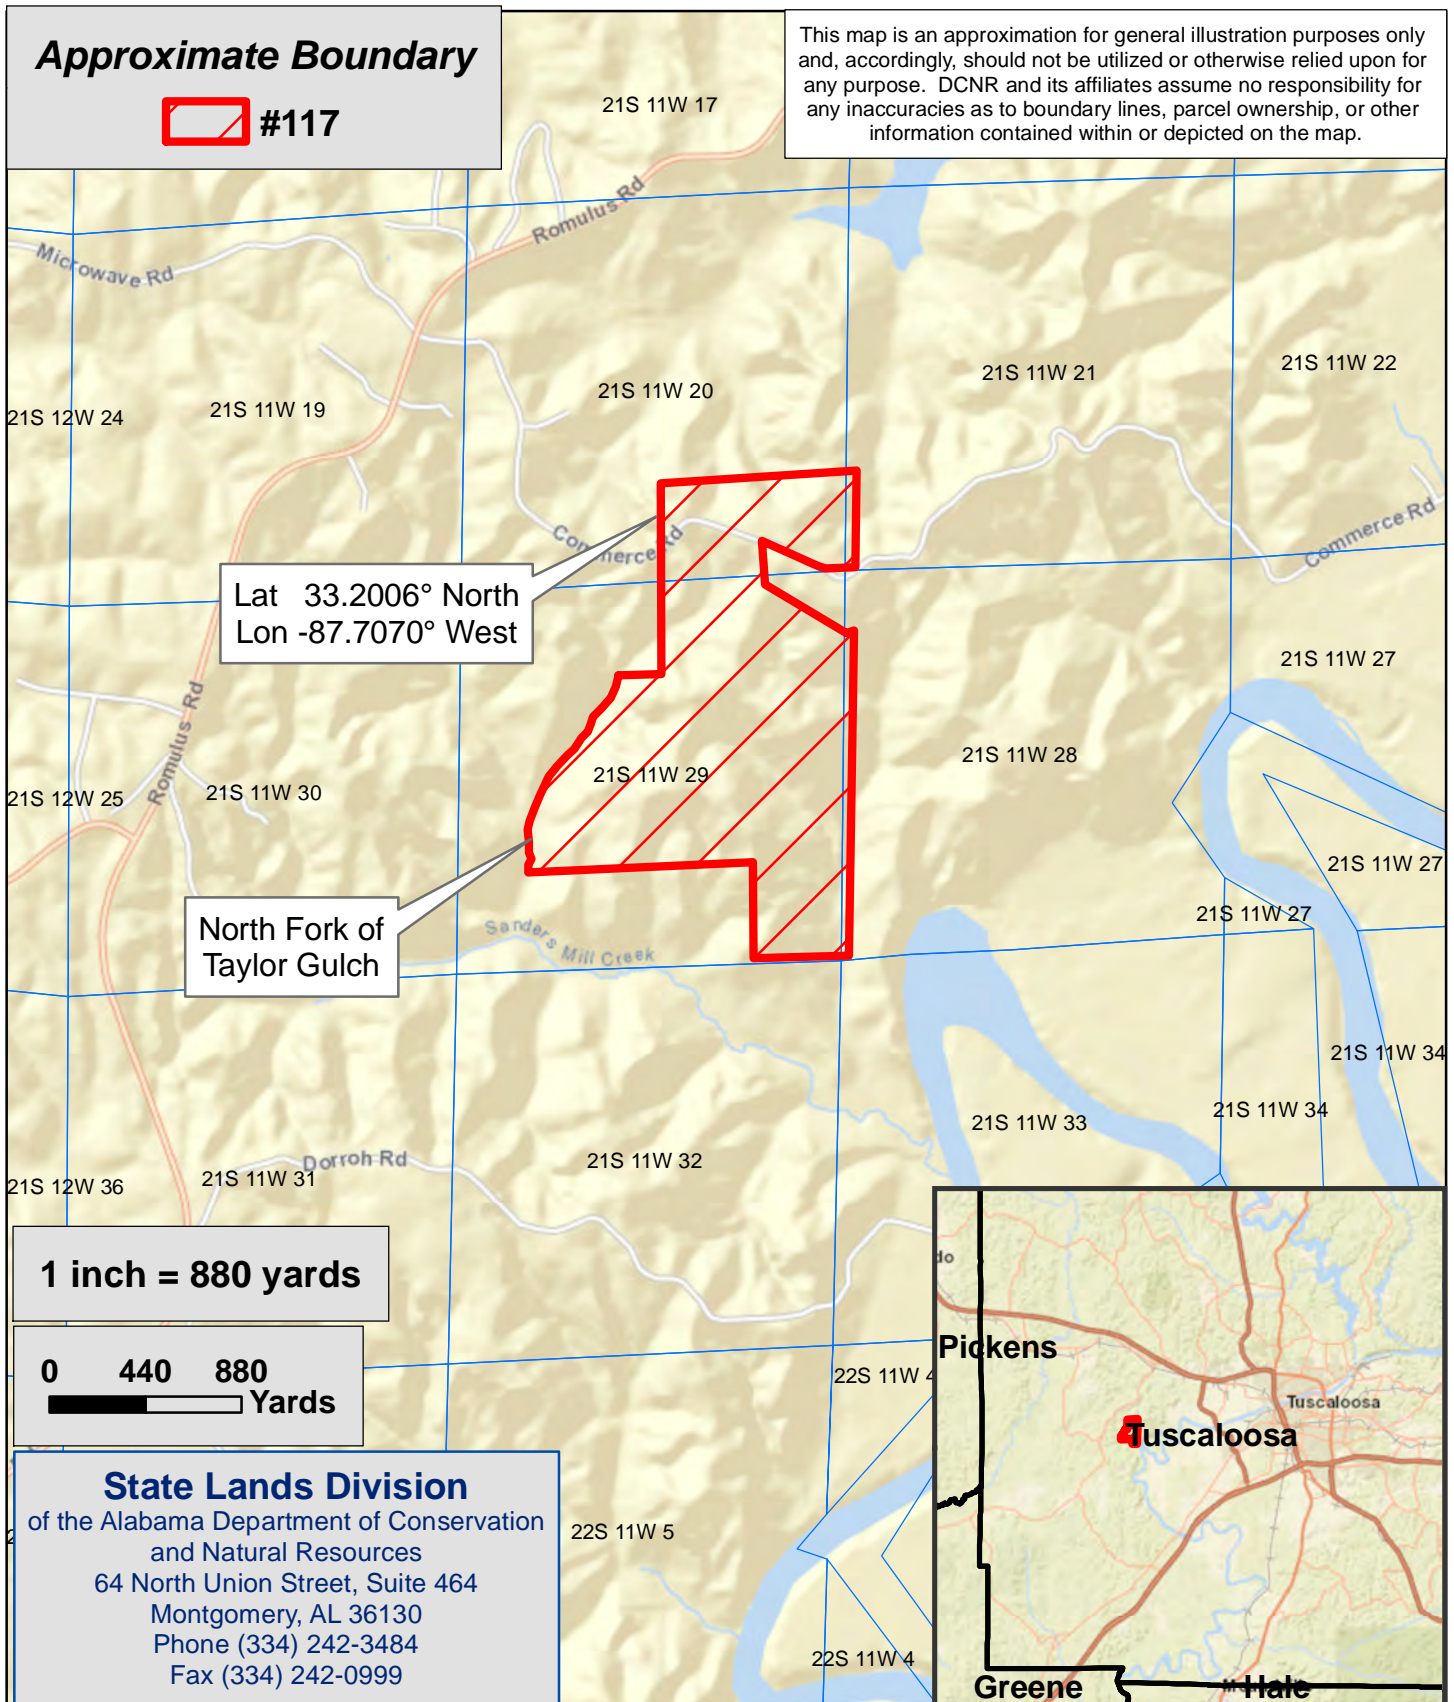 Approximate Boundary
#117
This map is an approximation for general illustration purposes only
and, accordingly, should not be utilized or otherwise relied upon for
any purpose. DCNR and its affiliates assume no responsibility for
any inaccuracies as to boundary lines, parcel ownership, or other
information contained within or depicted on the map.
21S 11W 17
Romulus Rd
Microwave Rd
21S 12W 24
21S 11W 19
21S 11W 20
21S 11W 21
21S 11W 22
Commerce Rd
Commerce Rd
Lat 33.2006° North
Lon -87.7070° West
21S 11W 27
Romulus Rd
21S 12W 25
21S 11W 30
21S 11W 29
21S 11W 28
21S 11W 27
21S 11W 27
North Fork of
Taylor Gulch
Sanders Mill Creek
21S 11W 34
21S 11W 34
21S 11W 33
Dorroh Rd
21S 12W 36
21S 11W 31
21S 11W 32
1 inch = 880 yards
0 440 880
Yards
22S 11W 4
22S 11W 5
22S 11W 4
State Lands Division
of the Alabama Department of Conservation
and Natural Resources
64 North Union Street, Suite 464
Montgomery, AL 36130
Phone (334) 242-3484
Fax (334) 242-0999
do
Pickens
Tuscaloosa
Tuscaloosa
Greene
Hale